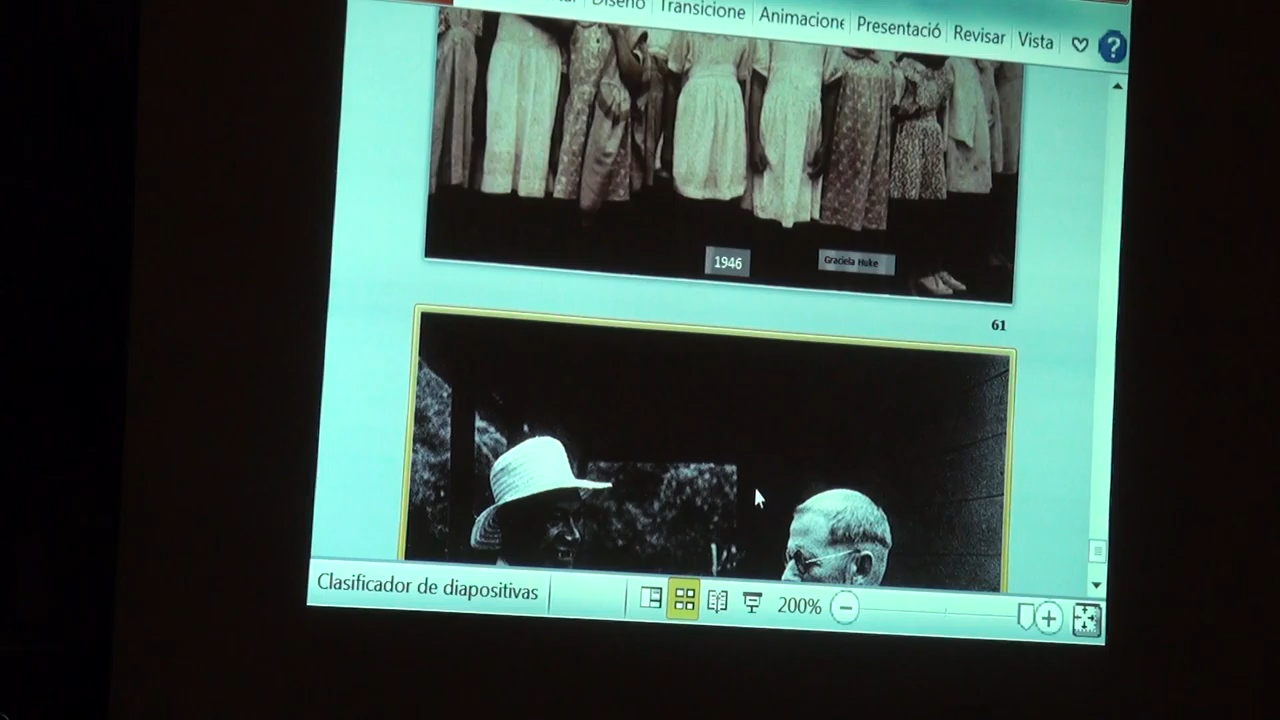 Diseño Transicione Animacione Presentació Revisar Vista
?
1946
Graciela Huke
61
Clasificador de diapositivas
200%